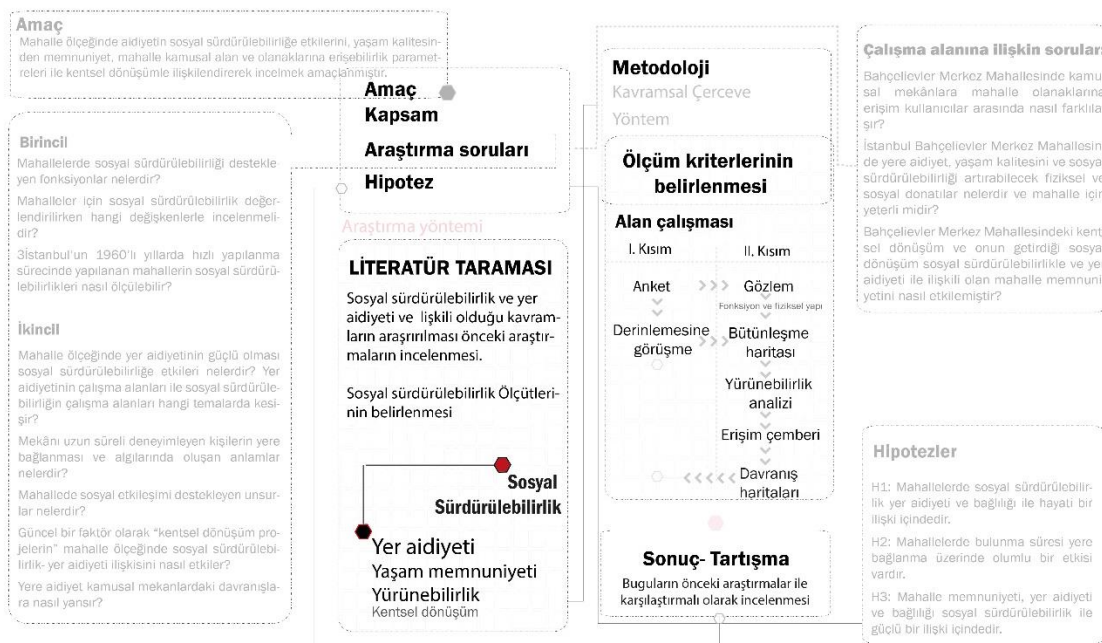 Amaç
Mahalle ölçeğinde aidiyetin sosyal sürdürülebilirliğe etkilerini, yaşam kalitesin-
den memnuniyet, mahalle kamusal alan ve olanaklarına erişebilirlik paramet-
releri ile kentsel dönüşümle ilişkilendirerek incelmek amaçlanmıştır.
Birincil
Mahallelerde sosyal sürdürülebilirliği destekle
yen fonksiyonlar nelerdir?
Mahalleler için sosyal sürdürülebilirlik değer-
lendirilirken hangi değişkenlerle incelenmeli-
dir?
3İstanbul'un 1960'lı yıllarda hızlı yapılanma
sürecinde yapılanan mahallerin sosyal sürdürü-
lebilirlikleri nasıl ölçülebilir?
İkincil
Mahalle ölçeğinde yer aidiyetinin güçlü olması
sosyal sürdürülebilirliğe etkileri nelerdir? Yer
aidiyetinin çalışma alanları ile sosyal sürdürüle-
bilirliğin çalışma alanları hangi temalarda kesi-
şir?
Mekânı uzun süreli deneyimleyen kişilerin yere
bağlanması ve algılarında oluşan anlamlar
nelerdir?
Mahallede sosyal etkileşimi destekleyen unsur-
lar nelerdir?
Güncel bir faktör olarak “kentsel dönüşüm pro-
jelerin” mahalle ölçeğinde sosyal sürdürülebi-
lirlik- yer aidiyeti ilişkisini nasıl etkiler?
Yere aidiyet kamusal mekanlardaki davranışla-
ra nasıl yansır?
Amaç
Kapsam
Araştırma soruları
Hipotez
Araştırma yöntemi
LİTERATÜR TARAMASI
Sosyal sürdürülebilirlik ve yer
aidiyeti ve lişkili olduğu kavram-
ların araşrırılması önceki araştır-
maların incelenmesi.
Sosyal sürdürülebilirlik Ölçütleri-
nin belirlenmesi
Sosyal
Sürdürülebilirlik
Yer aidiyeti
Yaşam memnuniyeti
Yürünebilirlik
Kentsel dönüşüm
Metodoloji
Kavramsal Çerceve
Yöntem
Ölçüm kriterlerinin
belirlenmesi
Alan çalışması
I. Kısım II. Kısım
Anket >>> Gözlem
Fonksiyon ve fiziksel yapı
Derinlemesine
görüşme >>> Bütünleşme
haritası
Yürünebilirlik
analizi
Erişim çemberi
<<<<< Davranış
haritaları
Sonuç- Tartışma
Buguların önceki araştırmalar ile
karşılaştırmalı olarak incelenmesi
Çalışma alanına ilişkin sorular:
Bahçelievler Merkez Mahallesinde kamu
sal mekânlara mahalle olanaklarına
erişim kullanıcılar arasında nasıl farklıla
şır?
İstanbul Bahçelievler Merkez Mahallesin
de yere aidiyet, yaşam kalitesini ve sosya
sürdürülebilirliği artırabilecek fiziksel ve
sosyal donatılar nelerdir ve mahalle için
yeterli midir?
Bahçelievler Merkez Mahallesindeki kent
sel dönüşüm ve onun getirdiği sosya
dönüşüm sosyal sürdürülebilirlikle ve ye
aidiyeti ile ilişkili olan mahalle memnuni
yetini nasıl etkilemiştir?
Hipotezler
H1: Mahallelerde sosyal sürdürülebilir-
lik yer aidiyeti ve bağlılığı ile hayati bir
ilişki içindedir.
H2: Mahallelerde bulunma süresi yere
bağlanma üzerinde olumlu bir etkisi
vardır.
H3: Mahalle memnuniyeti, yer aidiyeti
ve bağlılığı sosyal sürdürülebilirlik ile
güçlü bir ilişki içindedir.